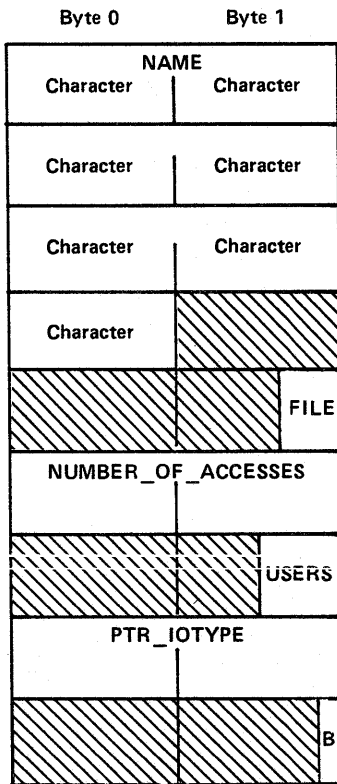 Byte 0 Byte 1
NAME
Character Character
Character Character
Character Character
Character
FILE
NUMBER_OF_ACCESSES
USERS
PTR_IOTYPE
B